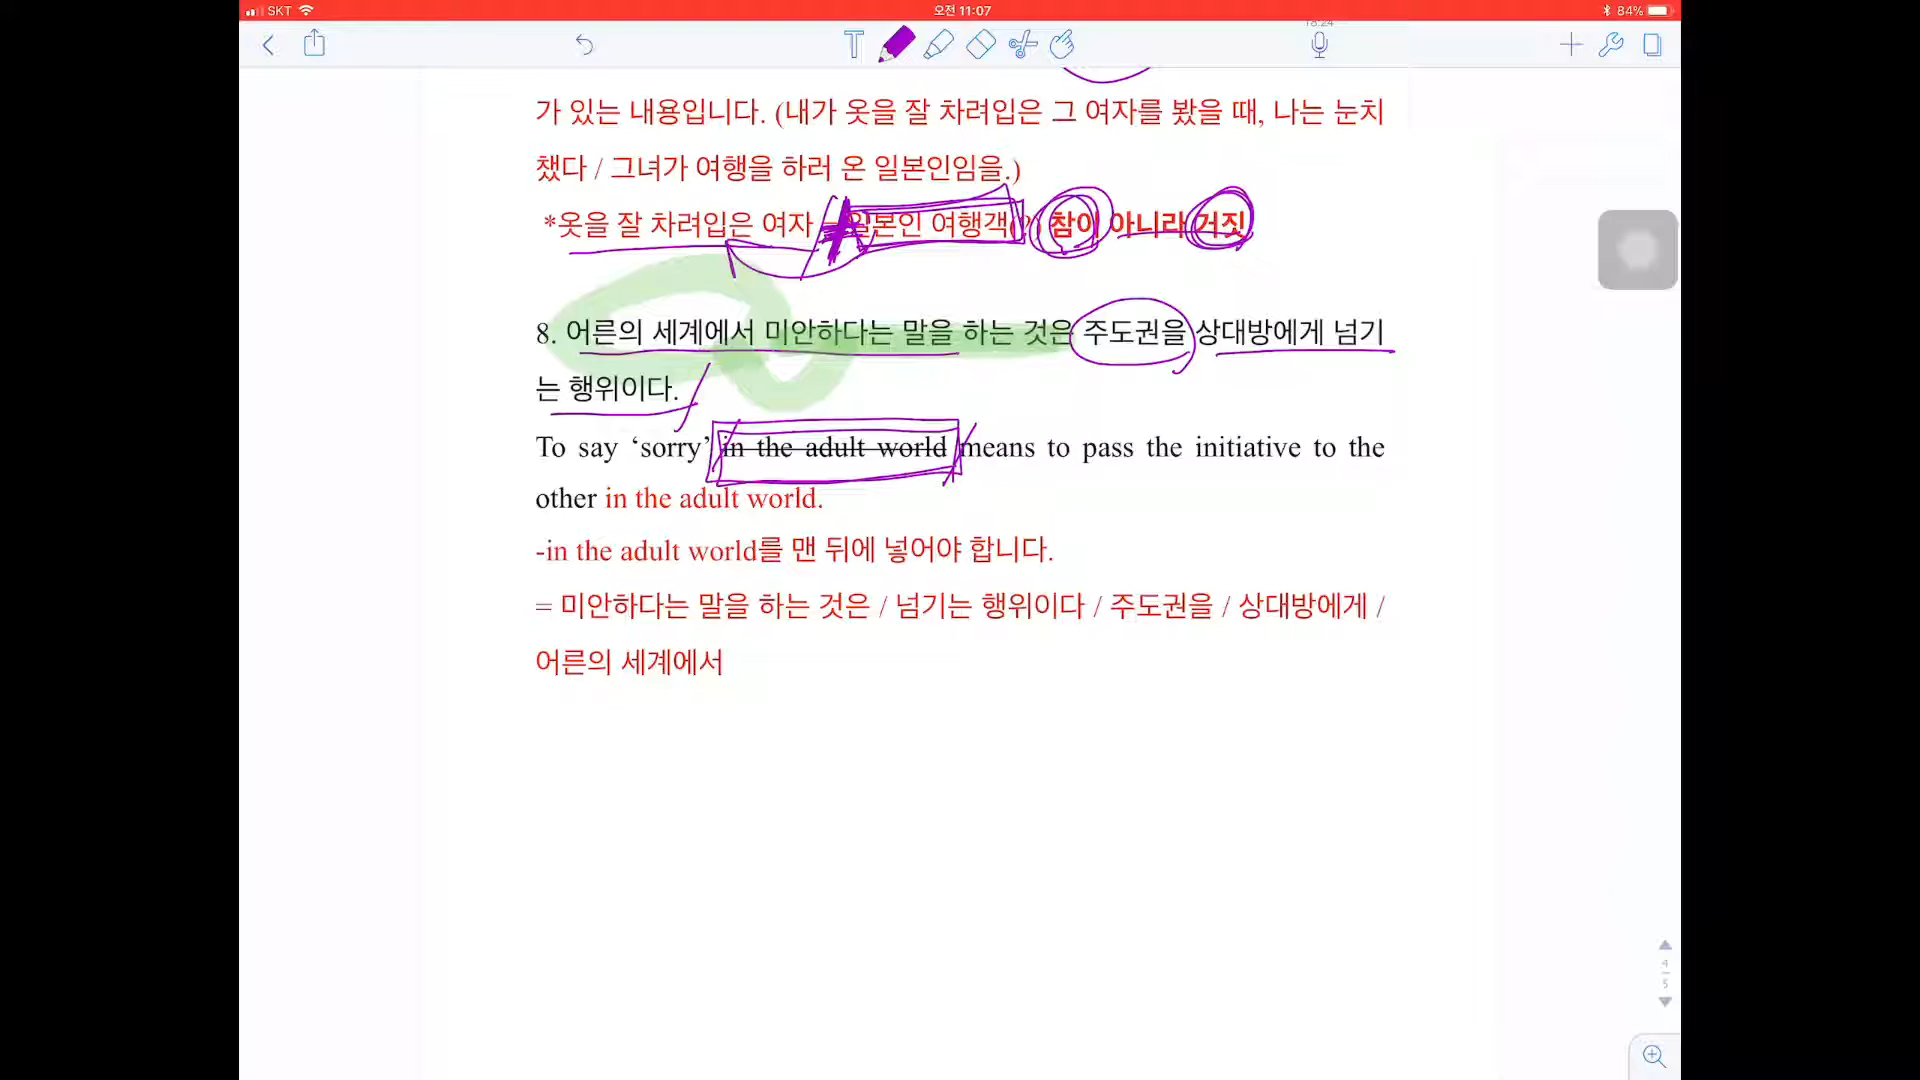 SKT 오전 11:07 84%
가 있는 내용입니다. (내가 옷을 잘 차려입은 그 여자를 봤을 때, 나는 눈치
챘다 / 그녀가 여행을 하러 온 일본인임을.)
*옷을 잘 차려입은 여자 = 일본인 여행객(?) 참이 아니라 거짓
8. 어른의 세계에서 미안하다는 말을 하는 것은 주도권을 상대방에게 넘기
는 행위이다.
To say ‘sorry’ in the adult world means to pass the initiative to the
other in the adult world.
-in the adult world를 맨 뒤에 넣어야 합니다.
= 미안하다는 말을 하는 것은 / 넘기는 행위이다 / 주도권을 / 상대방에게 /
어른의 세계에서
4
5